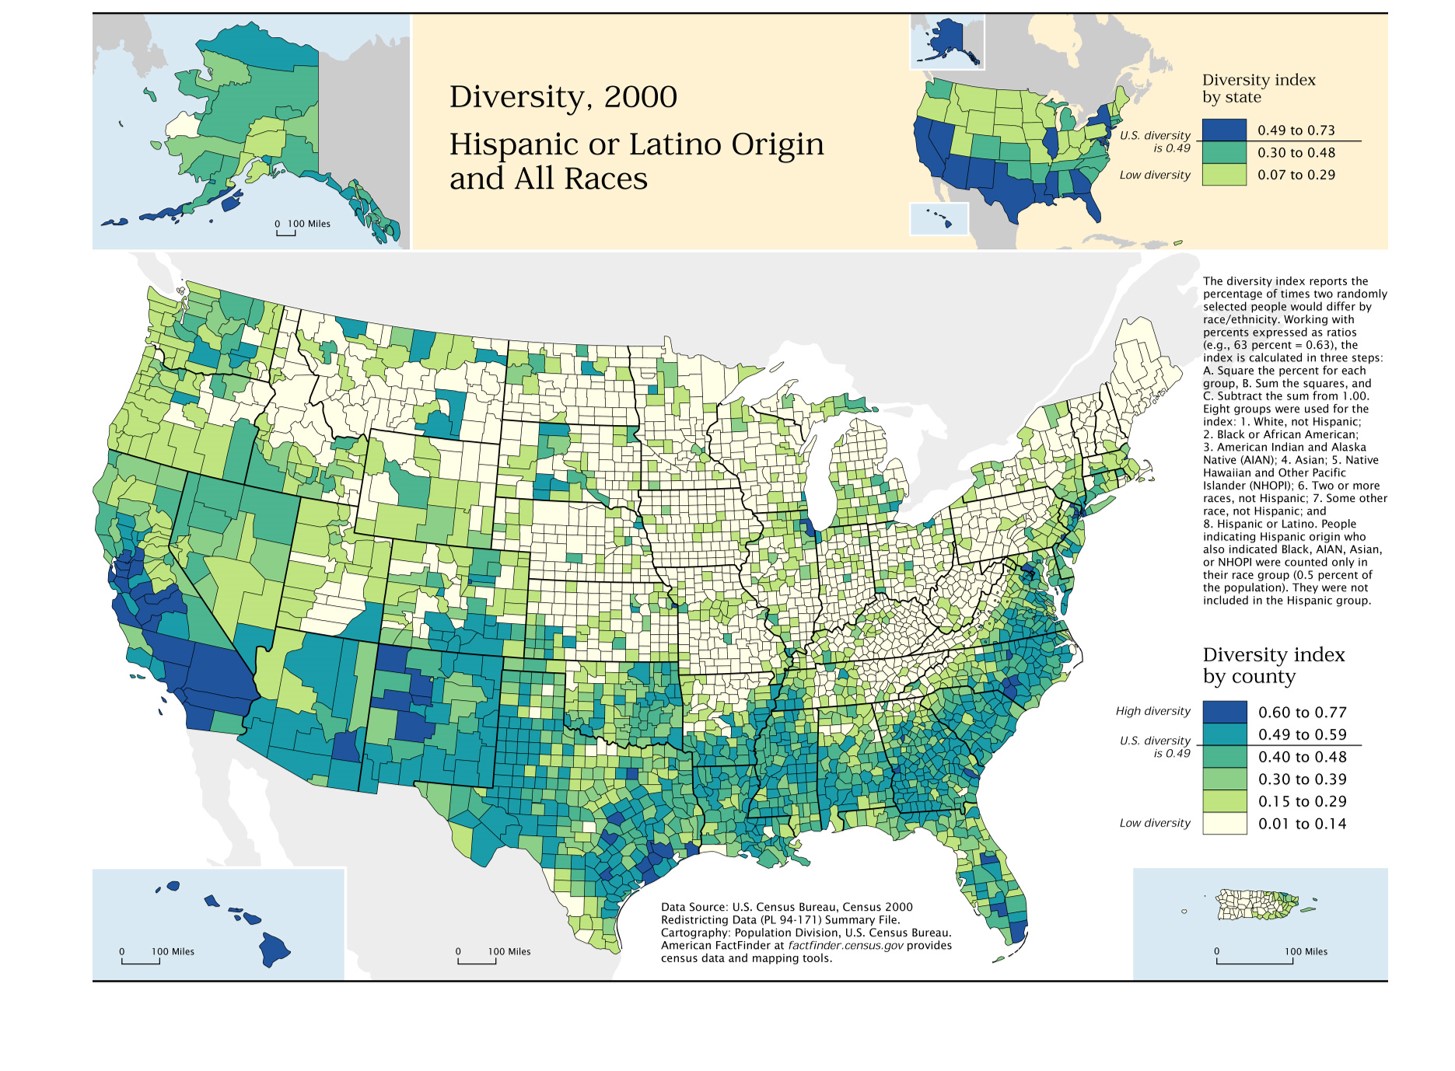 Diversity, 2000
Hispanic or Latino Origin
and All Races
0 100 Miles
Diversity index
by state
U.S. diversity
is 0.49
Low diversity
0.49 to 0.73
0.30 to 0.48
0.07 to 0.29
The diversity index reports the
percentage of times two randomly
selected people would differ by
race/ethnicity. Working with
percents expressed as ratios
(e.g., 63 percent = 0.63), the
index is calculated in three steps:
A. Square the percent for each
group, B. Sum the squares, and
C. Subtract the sum from 1.00.
Eight groups were used for the
index: 1. White, not Hispanic;
2. Black or African American;
3. American Indian and Alaska
Native (AIAN); 4. Asian; 5. Native
Hawaiian and Other Pacific
Islander (NHOPI); 6. Two or more
races, not Hispanic; 7. Some other
race, not Hispanic; and
8. Hispanic or Latino. People
indicating Hispanic origin who
also indicated Black, AIAN, Asian,
or NHOPI were counted only in
their race group (0.5 percent of
the population). They were not
included in the Hispanic group.
Diversity index
by county
High diversity
U.S. diversity
is 0.49
Low diversity
0.60 to 0.77
0.49 to 0.59
0.40 to 0.48
0.30 to 0.39
0.15 to 0.29
0.01 to 0.14
Data Source: U.S. Census Bureau, Census 2000
Redistricting Data (PL 94-171) Summary File.
Cartography: Population Division, U.S. Census Bureau.
American FactFinder at factfinder.census.gov provides
census data and mapping tools.
0 100 Miles
0 100 Miles
0 100 Miles